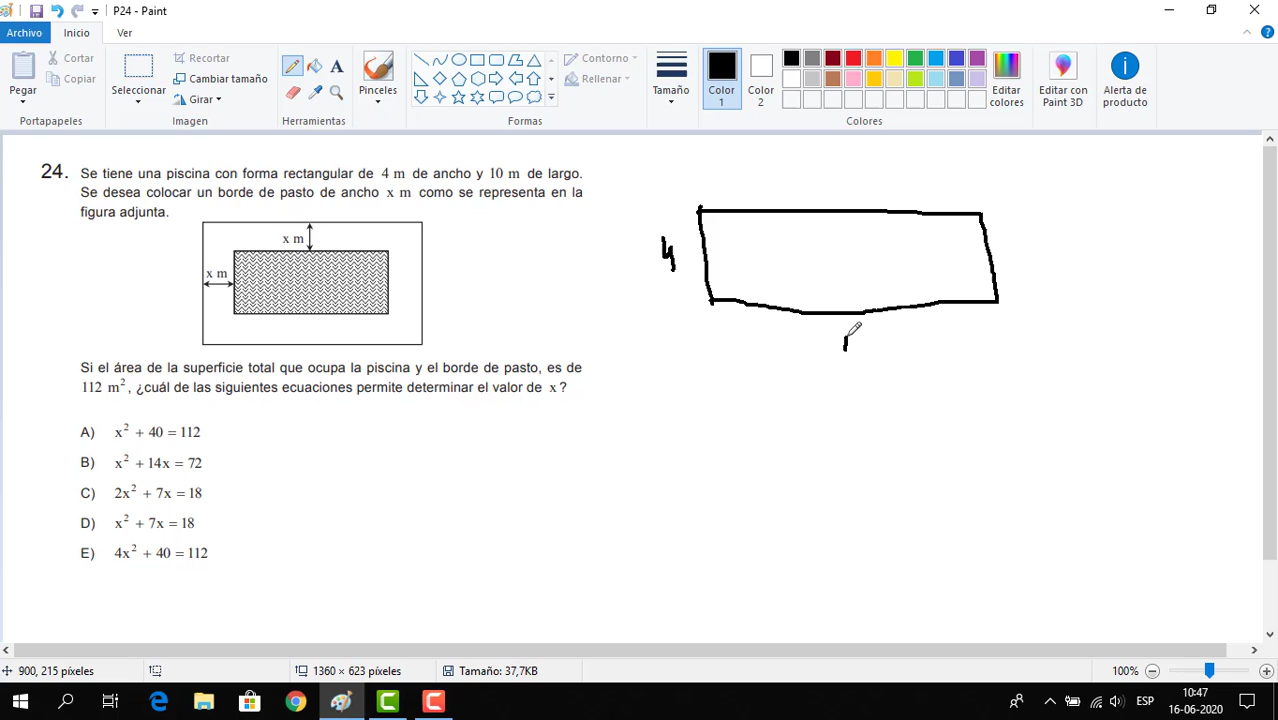 P24 - Paint
Archivo Inicio Ver
Pegar
Cortar
Copiar
Portapapeles
Seleccionar
Recortar
Cambiar tamaño
Girar
Imagen
A
Herramientas
Pinceles
Contorno
Rellenar
Formas
Tamaño
Color 1
Color 2
Editar colores
Colores
Editar con Paint 3D
Alerta de producto
24. Se tiene una piscina con forma rectangular de 4 m de ancho y 10 m de largo.
Se desea colocar un borde de pasto de ancho x m como se representa en la
figura adjunta.
x m
x m
4
1
Si el área de la superficie total que ocupa la piscina y el borde de pasto, es de
112 m², ¿cuál de las siguientes ecuaciones permite determinar el valor de x ?
A) x² + 40 = 112
B) x² + 14x = 72
C) 2x² + 7x = 18
D) x² + 7x = 18
E) 4x² + 40 = 112
900, 215 píxeles
1360 × 623 píxeles
Tamaño: 37,7KB
100%
ESP
10:47
16-06-2020